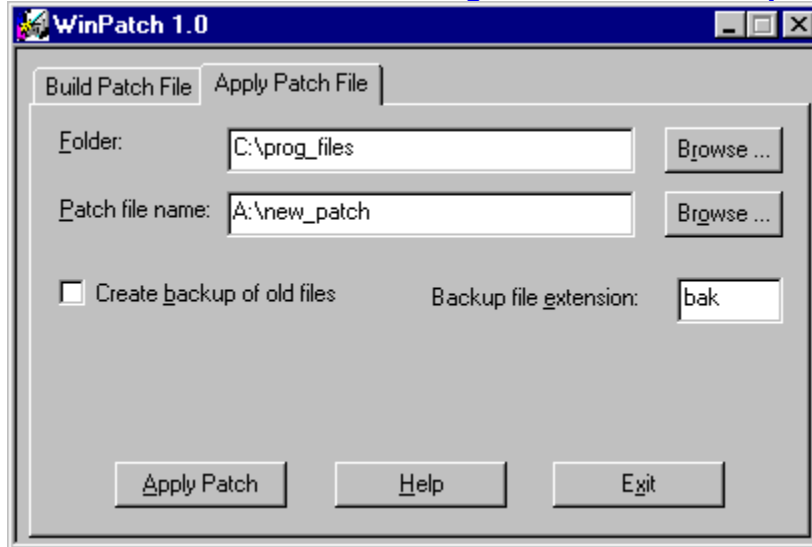 WinPatch 1.0
Build Patch File Apply Patch File
Folder: C:\prog_files Browse ...
Patch file name: A:\new_patch Browse ...
Create backup of old files Backup file extension: bak
Apply Patch Help Exit